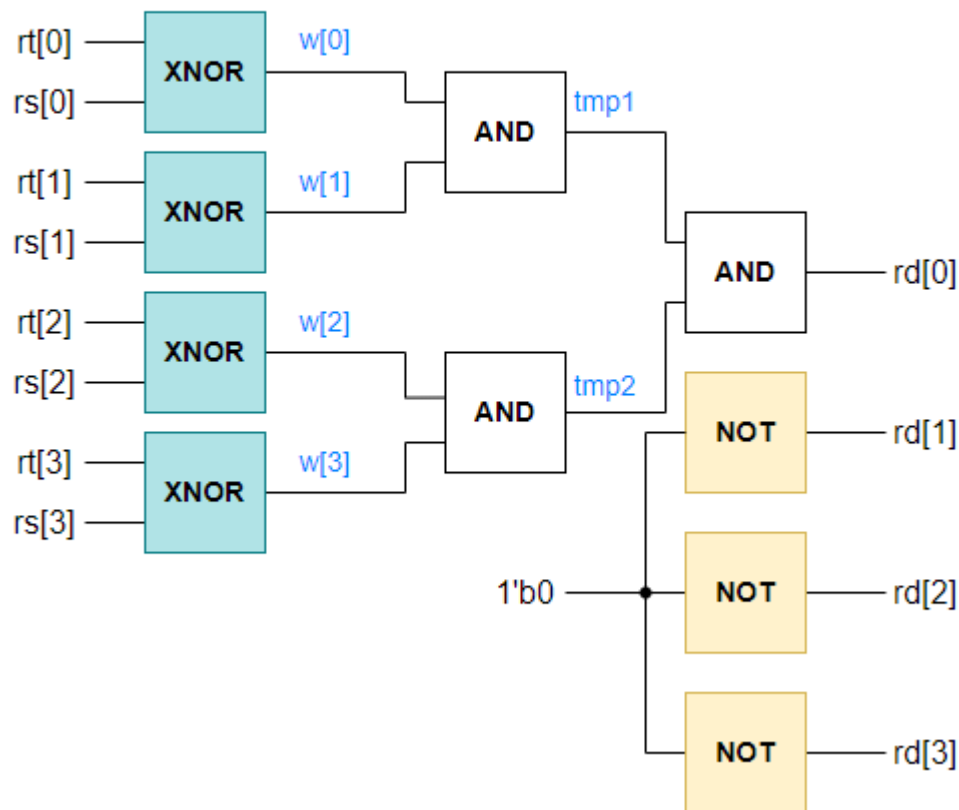 rt[0]
rs[0]
XNOR
w[0]
rt[1]
rs[1]
XNOR
w[1]
AND
tmp1
rt[2]
rs[2]
XNOR
w[2]
rt[3]
rs[3]
XNOR
w[3]
AND
tmp2
AND
rd[0]
1'b0
NOT
rd[1]
NOT
rd[2]
NOT
rd[3]